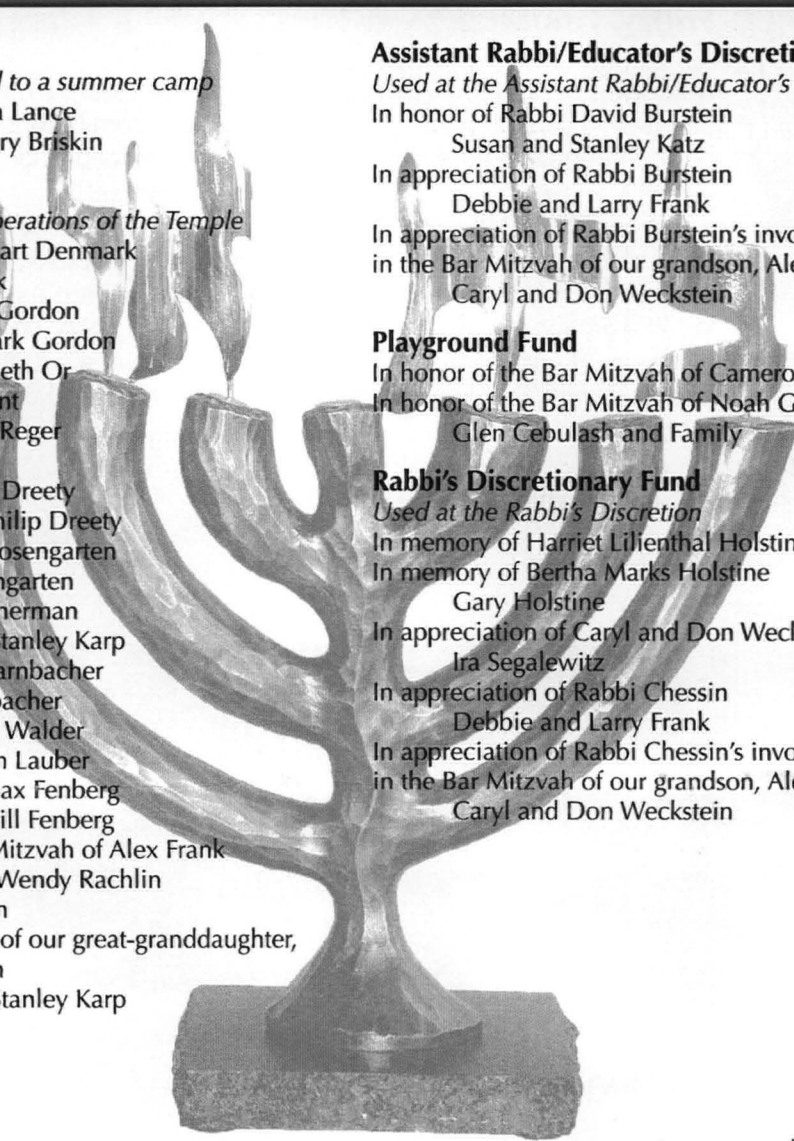 to a summer camp
Lance
ry Briskin
perations of the Temple
art Denmark
k
Gordon
ark Gordon
eth Or
nt
Reger
Dreety
hilip Dreety
osengarten
ngarten
herman
Stanley Karp
arnbacher
bacher
Walder
n Lauber
ax Fenberg
ill Fenberg
Mitzvah of Alex Frank
Wendy Rachlin
n
of our great-granddaughter,
n
Stanley Karp
Assistant Rabbi/Educator's Discreti
Used at the Assistant Rabbi/Educator's
In honor of Rabbi David Burstein
Susan and Stanley Katz
In appreciation of Rabbi Burstein
Debbie and Larry Frank
In appreciation of Rabbi Burstein's invo
in the Bar Mitzvah of our grandson, Ale
Caryl and Don Weckstein
Playground Fund
In honor of the Bar Mitzvah of Camero
In honor of the Bar Mitzvah of Noah G
Glen Cebulash and Family
Rabbi's Discretionary Fund
Used at the Rabbi's Discretion
In memory of Harriet Lilienthal Holstin
In memory of Bertha Marks Holstine
Gary Holstine
In appreciation of Caryl and Don Weck
Ira Segalewitz
In appreciation of Rabbi Chessin
Debbie and Larry Frank
In appreciation of Rabbi Chessin's invo
in the Bar Mitzvah of our grandson, Ale
Caryl and Don Weckstein